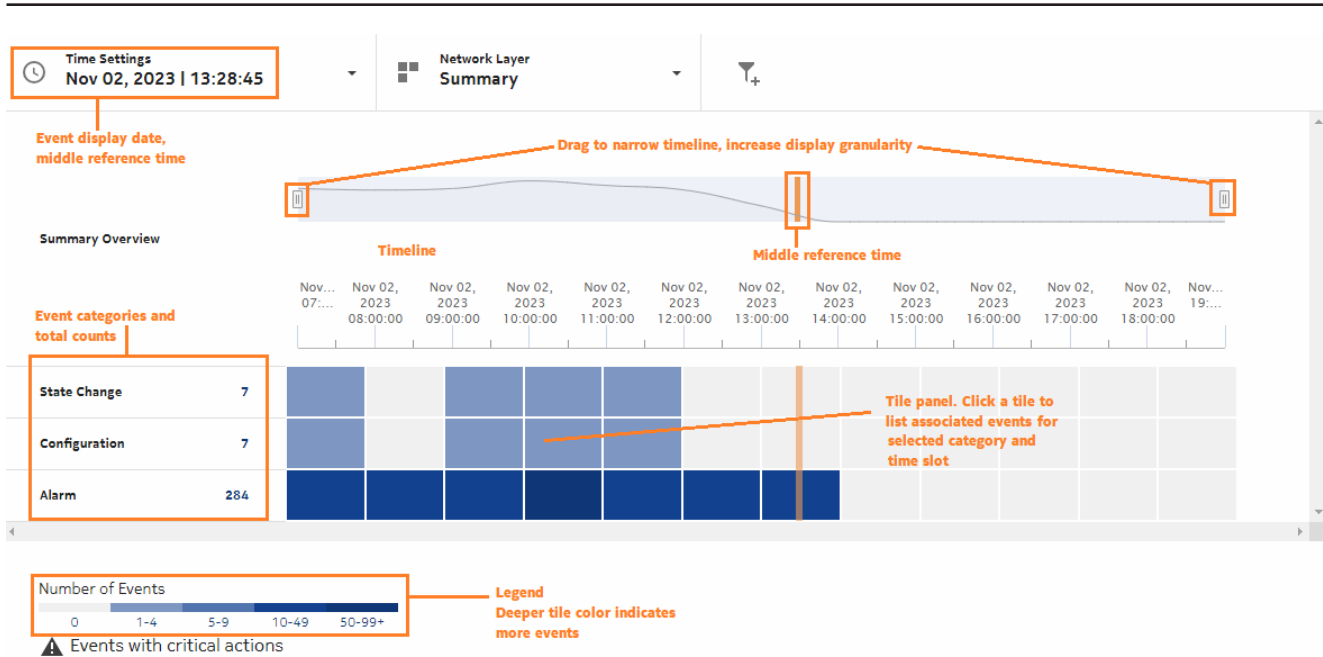 Time Settings
Nov 02, 2023 | 13:28:45
Network Layer
Summary
Event display date,
middle reference time
Drag to narrow timeline, increase display granularity
Summary Overview
Timeline
Middle reference time
Nov... Nov 02, Nov 02, Nov 02, Nov 02, Nov 02, Nov 02, Nov 02, Nov 02, Nov 02, Nov 02, Nov 02, Nov...
07:... 2023 2023 2023 2023 2023 2023 2023 2023 2023 2023 2023 19:...
08:00:00 09:00:00 10:00:00 11:00:00 12:00:00 13:00:00 14:00:00 15:00:00 16:00:00 17:00:00 18:00:00
Event categories and
total counts
State Change 7
Configuration 7
Alarm 284
Tile panel. Click a tile to
list associated events for
selected category and
time slot
Number of Events
0 1-4 5-9 10-49 50-99+
Events with critical actions
Legend
Deeper tile color indicates
more events